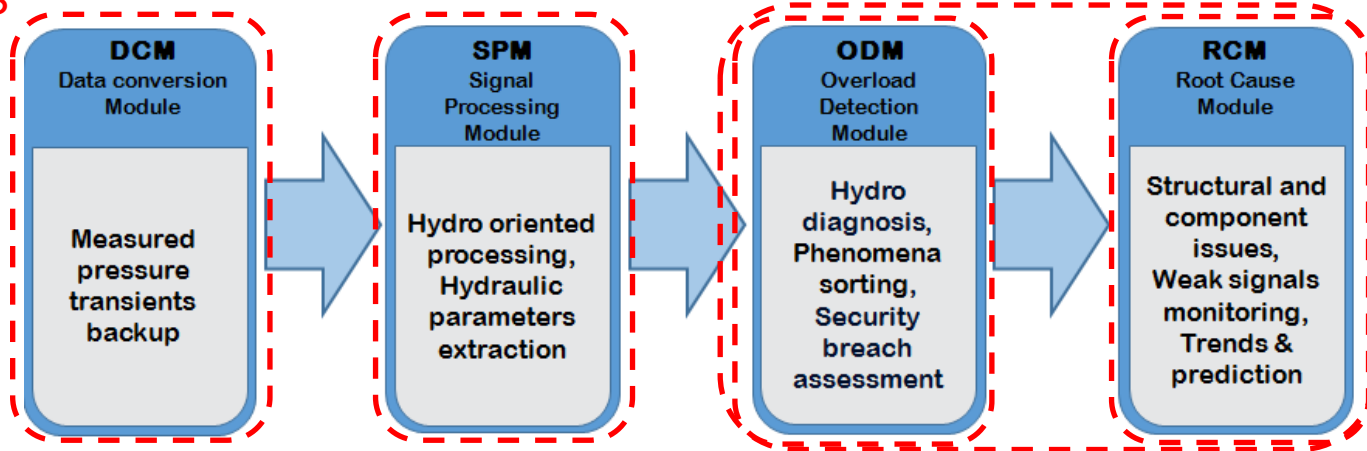 DCM
Data conversion
Module
Measured
pressure
transients
backup
SPM
Signal
Processing
Module
Hydro oriented
processing,
Hydraulic
parameters
extraction
ODM
Overload
Detection
Module
Hydro
diagnosis,
Phenomena
sorting,
Security
breach
assessment
RCM
Root Cause
Module
Structural and
component
issues,
Weak signals
monitoring,
Trends &
prediction